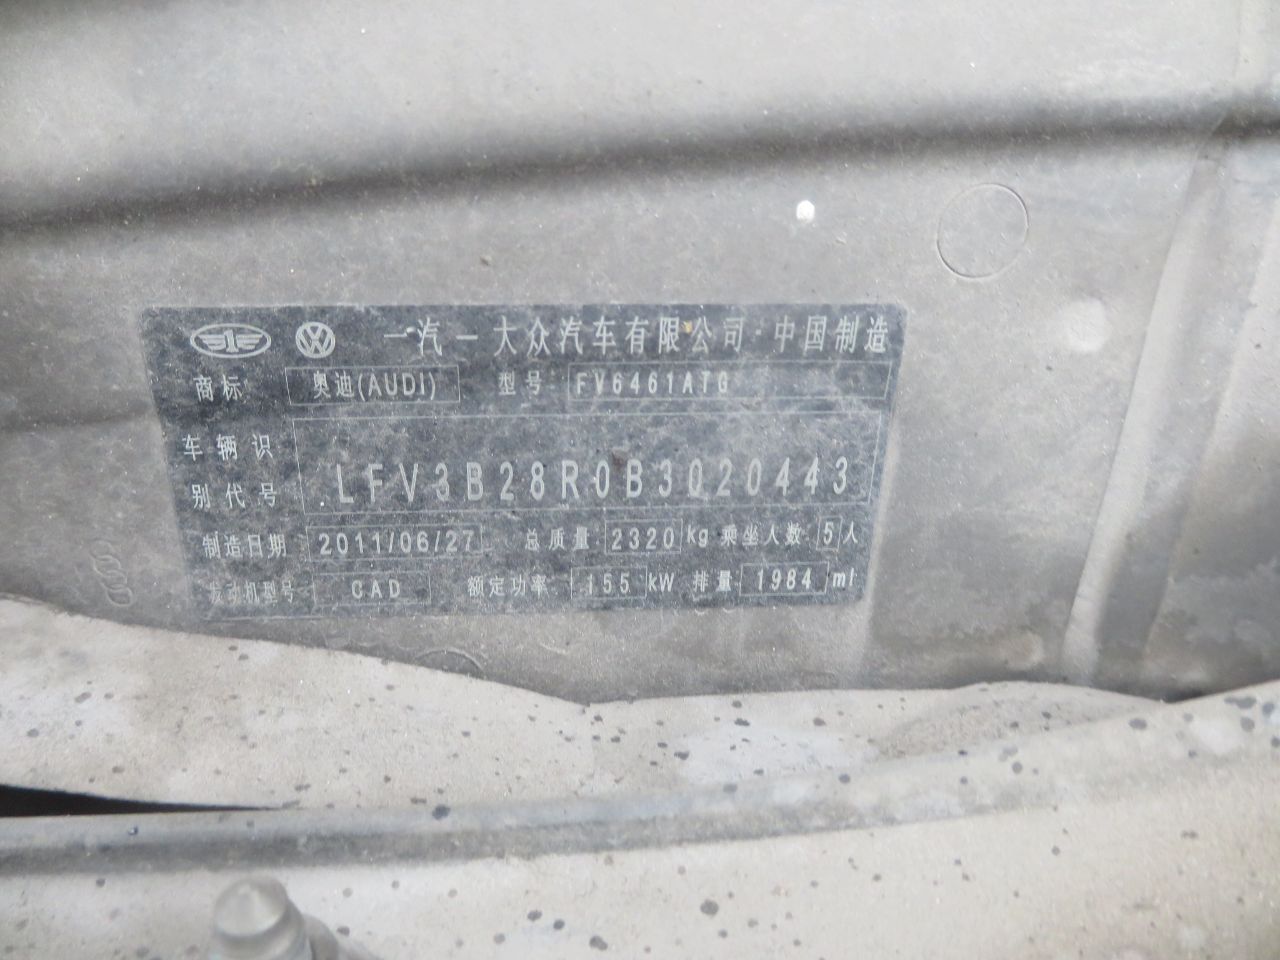 一汽－大众汽车有限公司·中国制造
商标 奥迪(AUDI) 型号 FV6461ATG
车辆识别代号 LFV3B28R0B3020443
制造日期 2011/06/27 总质量 2320 kg 乘坐人数 5 人
发动机型号 CAD 额定功率 155 kW 排量 1984 ml